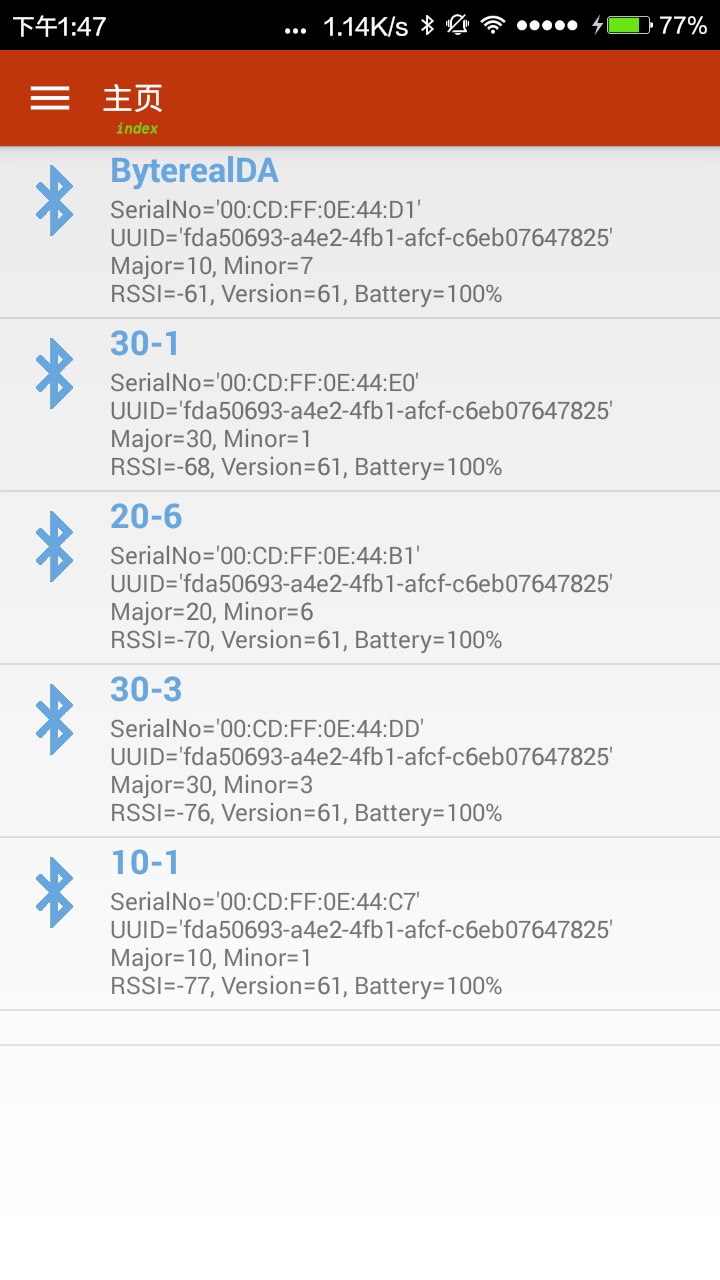 下午1:47 ... 1.14K/s 77%
主页
index
ByterealDA
SerialNo='00:CD:FF:0E:44:D1'
UUID='fda50693-a4e2-4fb1-afcf-c6eb07647825'
Major=10, Minor=7
RSSI=-61, Version=61, Battery=100%
30-1
SerialNo='00:CD:FF:0E:44:E0'
UUID='fda50693-a4e2-4fb1-afcf-c6eb07647825'
Major=30, Minor=1
RSSI=-68, Version=61, Battery=100%
20-6
SerialNo='00:CD:FF:0E:44:B1'
UUID='fda50693-a4e2-4fb1-afcf-c6eb07647825'
Major=20, Minor=6
RSSI=-70, Version=61, Battery=100%
30-3
SerialNo='00:CD:FF:0E:44:DD'
UUID='fda50693-a4e2-4fb1-afcf-c6eb07647825'
Major=30, Minor=3
RSSI=-76, Version=61, Battery=100%
10-1
SerialNo='00:CD:FF:0E:44:C7'
UUID='fda50693-a4e2-4fb1-afcf-c6eb07647825'
Major=10, Minor=1
RSSI=-77, Version=61, Battery=100%